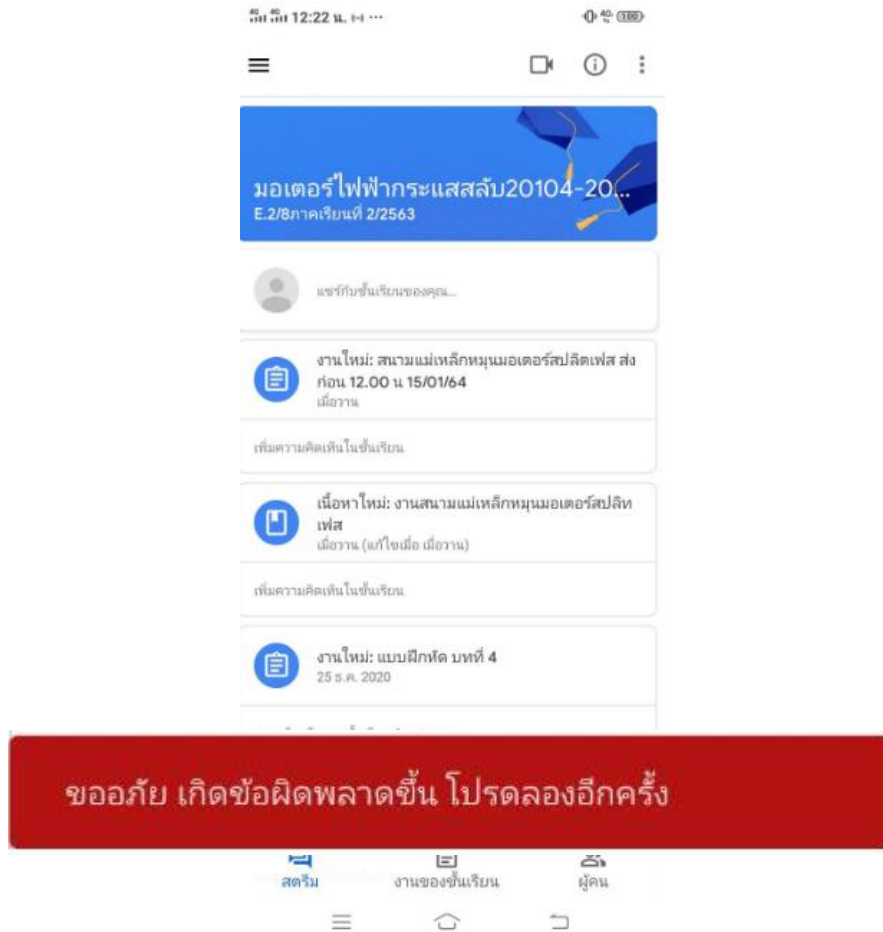 12:22 น.
มอเตอร์ไฟฟ้ากระแสสลับ20104-20...
E.2/8ภาคเรียนที่ 2/2563
แชร์กับชั้นเรียนของคุณ...
งานใหม่: สนามแม่เหล็กหมุนมอเตอร์สปลิตเฟส ส่ง
ก่อน 12.00 น 15/01/64
เมื่อวาน
เพิ่มความคิดเห็นในชั้นเรียน
เนื้อหาใหม่: งานสนามแม่เหล็กหมุนมอเตอร์สปลิท
เฟส
เมื่อวาน (แก้ไขเมื่อ เมื่อวาน)
เพิ่มความคิดเห็นในชั้นเรียน
งานใหม่: แบบฝึกหัด บทที่ 4
25 ธ.ค. 2020
ขออภัย เกิดข้อผิดพลาดขึ้น โปรดลองอีกครั้ง
สตรีม งานของชั้นเรียน ผู้คน